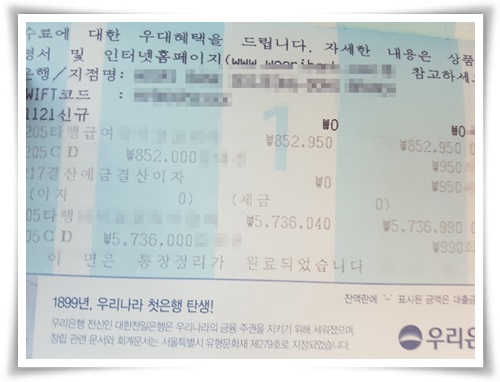 수료에 대한 우대혜택을 드립니다. 자세한 내용은 상품
명서 및 인터넷홈페이지(www.
은행/지점명: 참고하세
WIFT코드 :
1121신규 ₩0 ₩0
205타행급여 ₩852,950 ₩852,950
205CD ₩852,000 ₩950
217결산예금결산이자 ₩0 ₩950
(이자 0) (세금 0)
05타행 ₩5,736,040 ₩5,736,990
05CD ₩5,736,000 ₩990
이 면은 통장정리가 완료되었습니다
1899년, 우리나라 첫은행 탄생!
우리은행 전신인 대한천일은행은 우리나라의 금융 주권을 지키기 위해 세워졌으며,
창립 관련 문서와 회계문서는 서울특별시 유형문화재 제279호로 지정되었습니다.
잔액란에 '-' 표시된 금액은 대출금
우리은
1